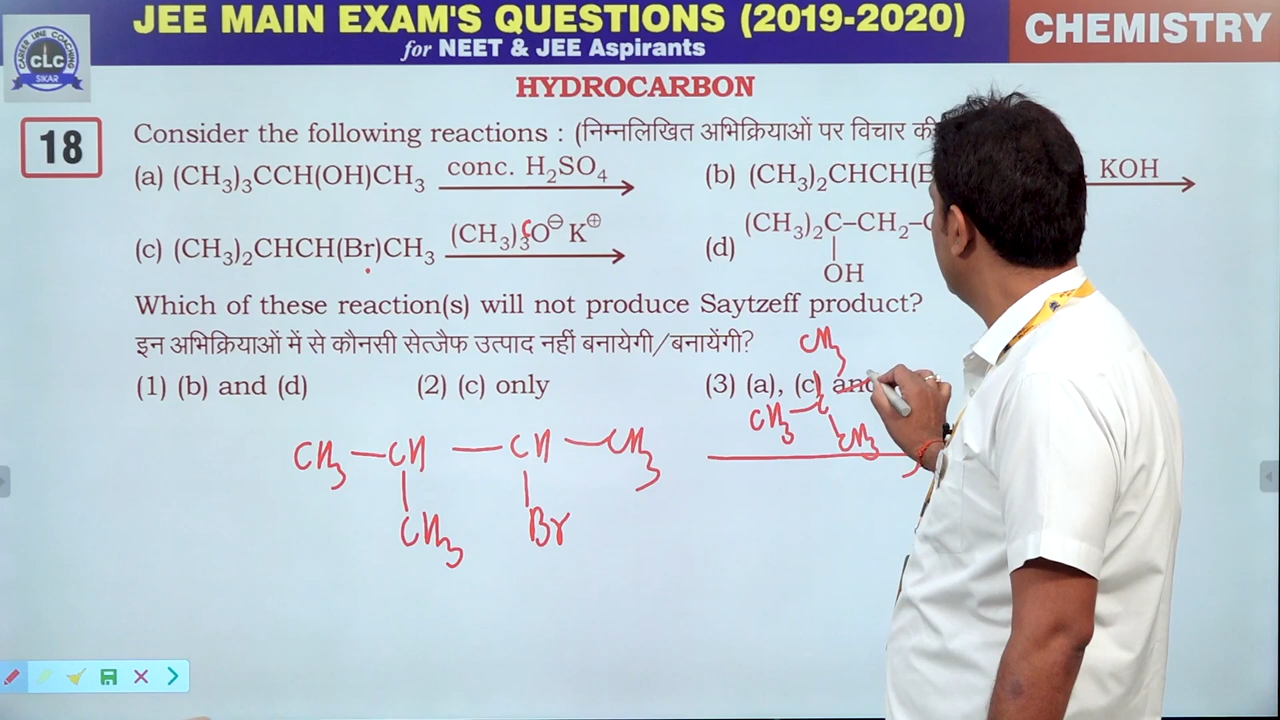 JEE MAIN EXAM'S QUESTIONS (2019-2020)
for NEET & JEE Aspirants
CHEMISTRY
CAREER LINE COACHING
CLC
SIKAR
HYDROCARBON
18
Consider the following reactions : (निम्नलिखित अभिक्रियाओं पर विचार की
(a) (CH₃)₃CCH(OH)CH₃ conc. H₂SO₄
(b) (CH₃)₂CHCH(B KOH
(c) (CH₃)₂CHCH(Br)CH₃ (CH₃)₃CO⊖ K⊕
(d) (CH₃)₂C–CH₂–
OH
Which of these reaction(s) will not produce Saytzeff product?
इन अभिक्रियाओं में से कौनसी सेत्जैफ उत्पाद नहीं बनायेगी/बनायेंगी?
(1) (b) and (d) (2) (c) only (3) (a), (c) and
CH₃
CH₃ C
CH₃
CH₃ — CH — CH — CH₃
CH₃ Br